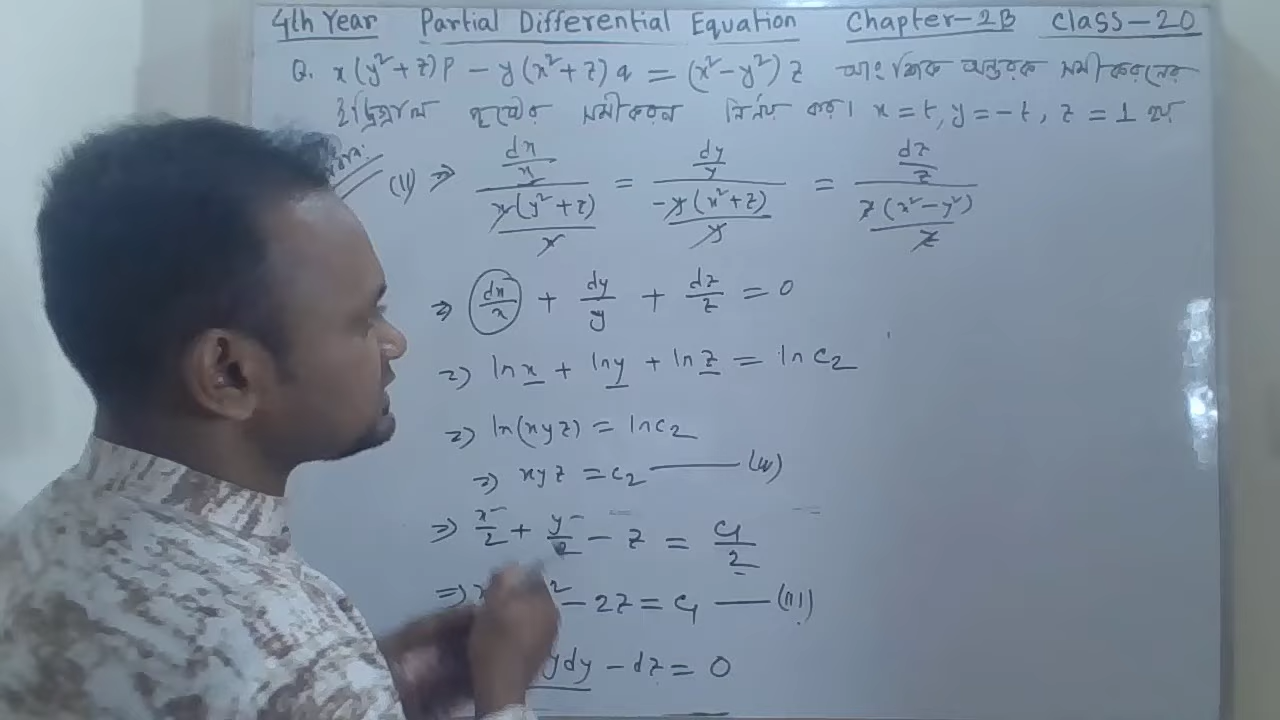 4th Year Partial Differential Equation Chapter-2B Class-20
Q. x(y²+z)p - y(x²+z)q = (x²-y²)z আংশিক অন্তরক সমীকরণের
সমীকরণ নির্ণয় কর। x=t, y=-t, z=1
(ii) ⇒ (dx/x)/(x(y²+z)/x) = (dy/y)/(-y(x²+z)/y) = (dz/z)/(z(x²-y²)/z)
⇒ dx/x + dy/y + dz/z = 0
⇒ ln x + ln y + ln z = ln c₂
⇒ ln(xyz) = ln c₂
⇒ xyz = c₂ — (iv)
⇒ x²/2 + y²/2 - z = c₁/2
⇒ 2 - 2z = c₁ — (iii)
ydy - dz = 0